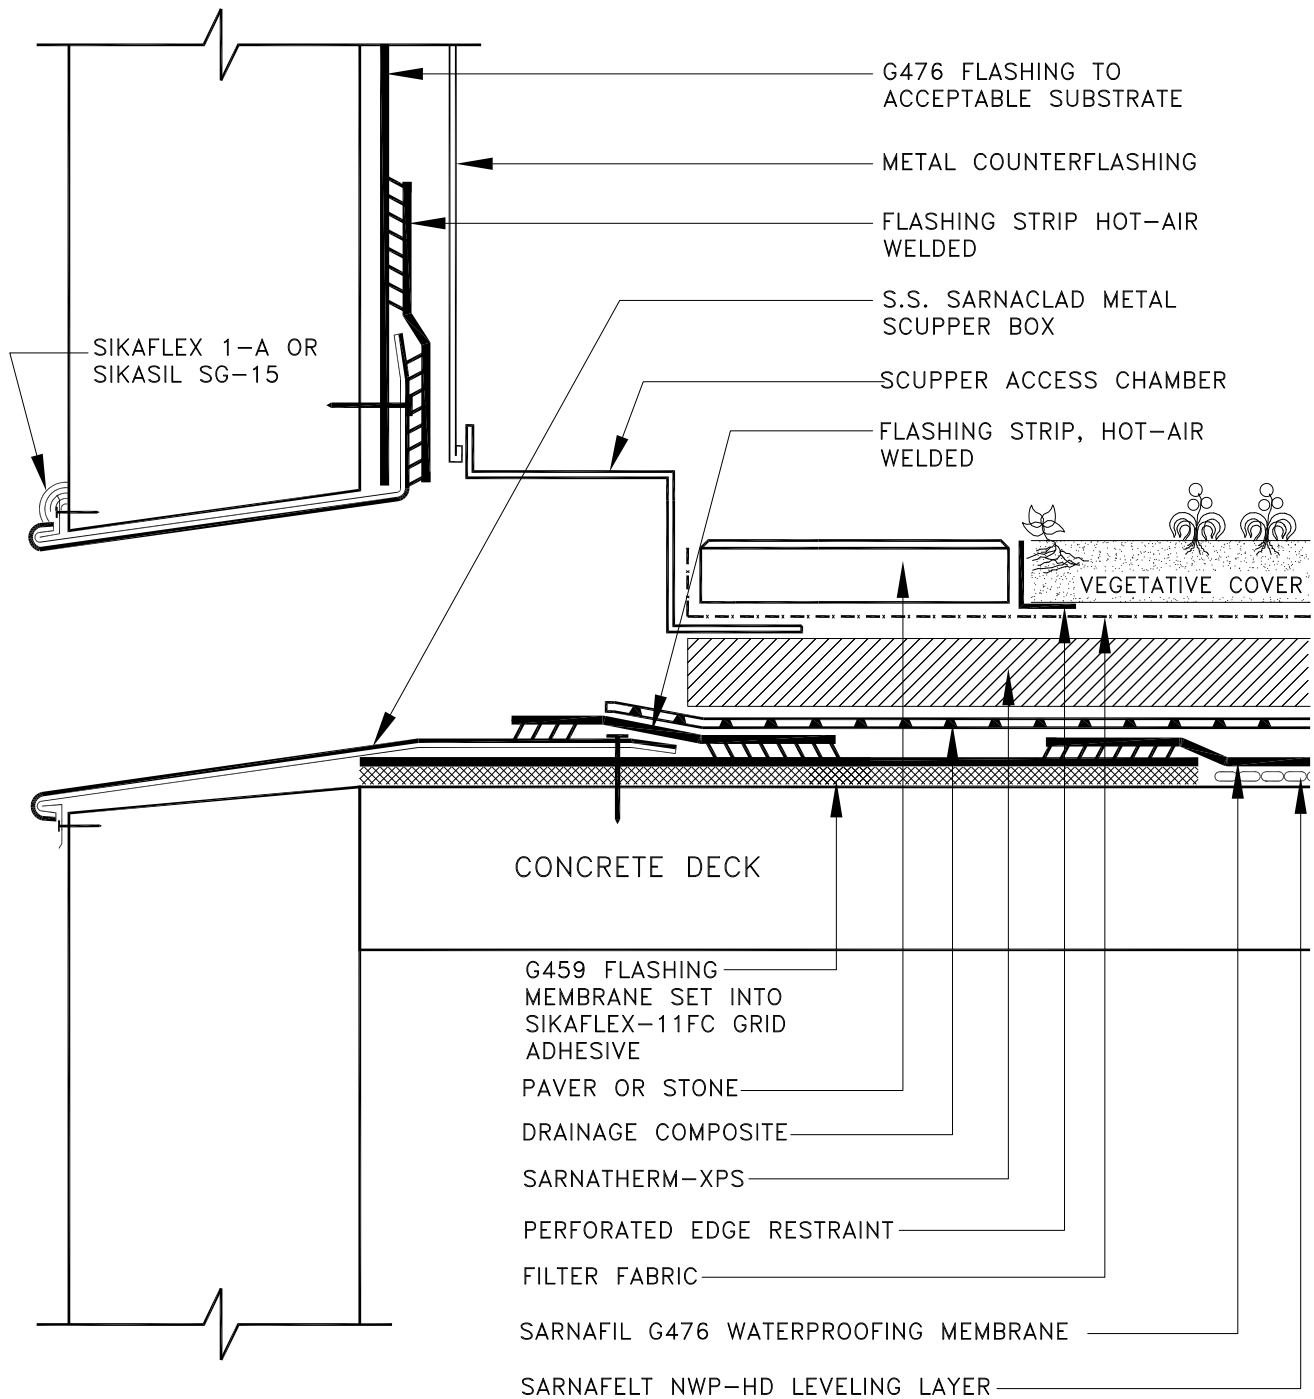 G476 FLASHING TO
ACCEPTABLE SUBSTRATE
METAL COUNTERFLASHING
FLASHING STRIP HOT-AIR
WELDED
S.S. SARNACLAD METAL
SCUPPER BOX
SIKAFLEX 1-A OR
SIKASIL SG-15
SCUPPER ACCESS CHAMBER
FLASHING STRIP, HOT-AIR
WELDED
VEGETATIVE COVER
CONCRETE DECK
G459 FLASHING
MEMBRANE SET INTO
SIKAFLEX-11FC GRID
ADHESIVE
PAVER OR STONE
DRAINAGE COMPOSITE
SARNATHERM-XPS
PERFORATED EDGE RESTRAINT
FILTER FABRIC
SARNAFIL G476 WATERPROOFING MEMBRANE
SARNAFELT NWP-HD LEVELING LAYER